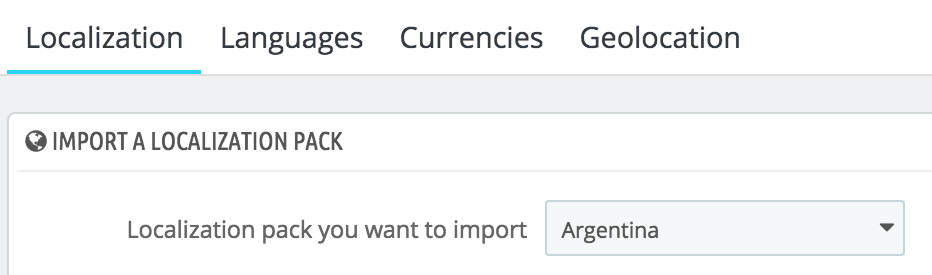 Localization Languages Currencies Geolocation
IMPORT A LOCALIZATION PACK
Localization pack you want to import Argentina